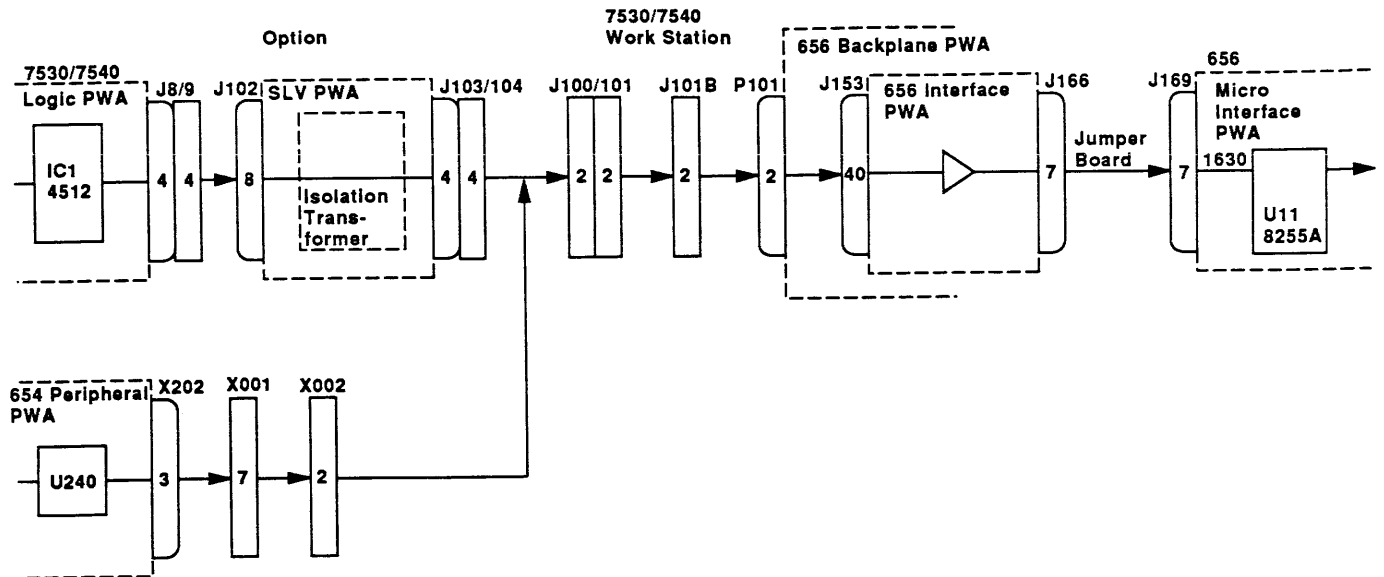 7530/7540
Work Station
Option
656 Backplane PWA
7530/7540
Logic PWA
J8/9
J102
SLV PWA
J103/104
J100/101
J101B
P101
J153
656 Interface
PWA
J166
J169
656
Micro
Interface
PWA
IC1
4512
4
4
8
Isolation
Trans-
former
4
4
2
2
2
2
40
7
Jumper
Board
7
1630
U11
8255A
654 Peripheral
PWA
X202
X001
X002
U240
3
7
2